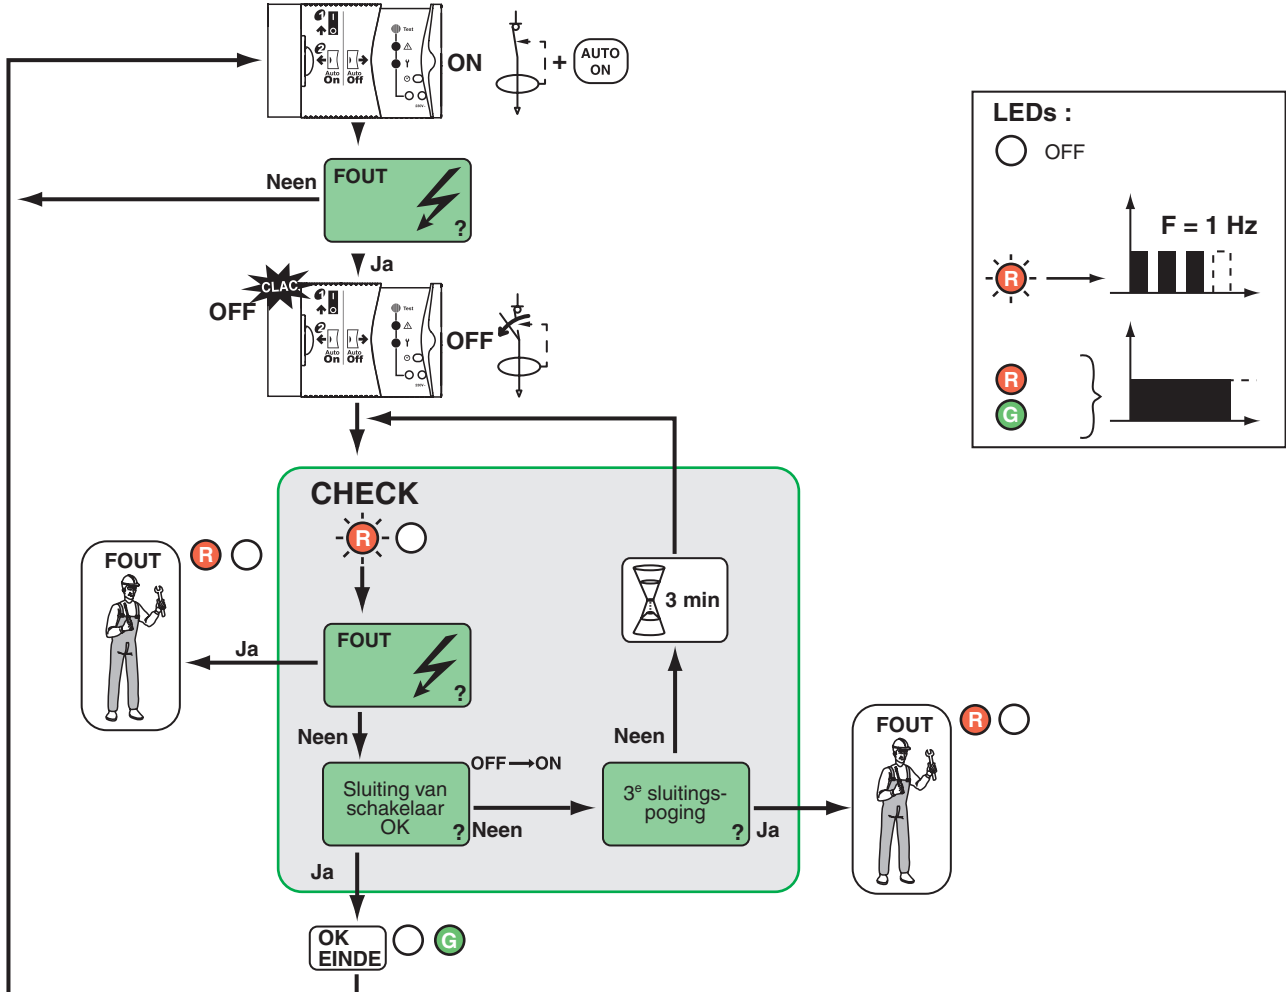 Test
Auto
On
Auto
Off
230V~
ON
+
AUTO
ON
LEDs :
OFF
F = 1 Hz
R
R
G
Neen
FOUT
?
Ja
CLAC
OFF
Test
Auto
On
Auto
Off
230V~
OFF
CHECK
R
FOUT
R
3 min
Ja
FOUT
?
Neen
Neen
FOUT
R
OFF→ON
Sluiting van
schakelaar
OK
?
Neen
3e sluitings-
poging
?
Ja
Ja
OK
EINDE
G